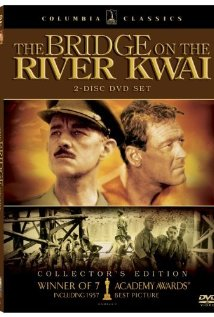 COLUMBIA CLASSICS
THE BRIDGE ON THE
RIVER KWAI
2-DISC DVD SET
COLLECTOR'S EDITION
WINNER OF 7 ACADEMY AWARDS®
INCLUDING 1957 BEST PICTURE
DVD